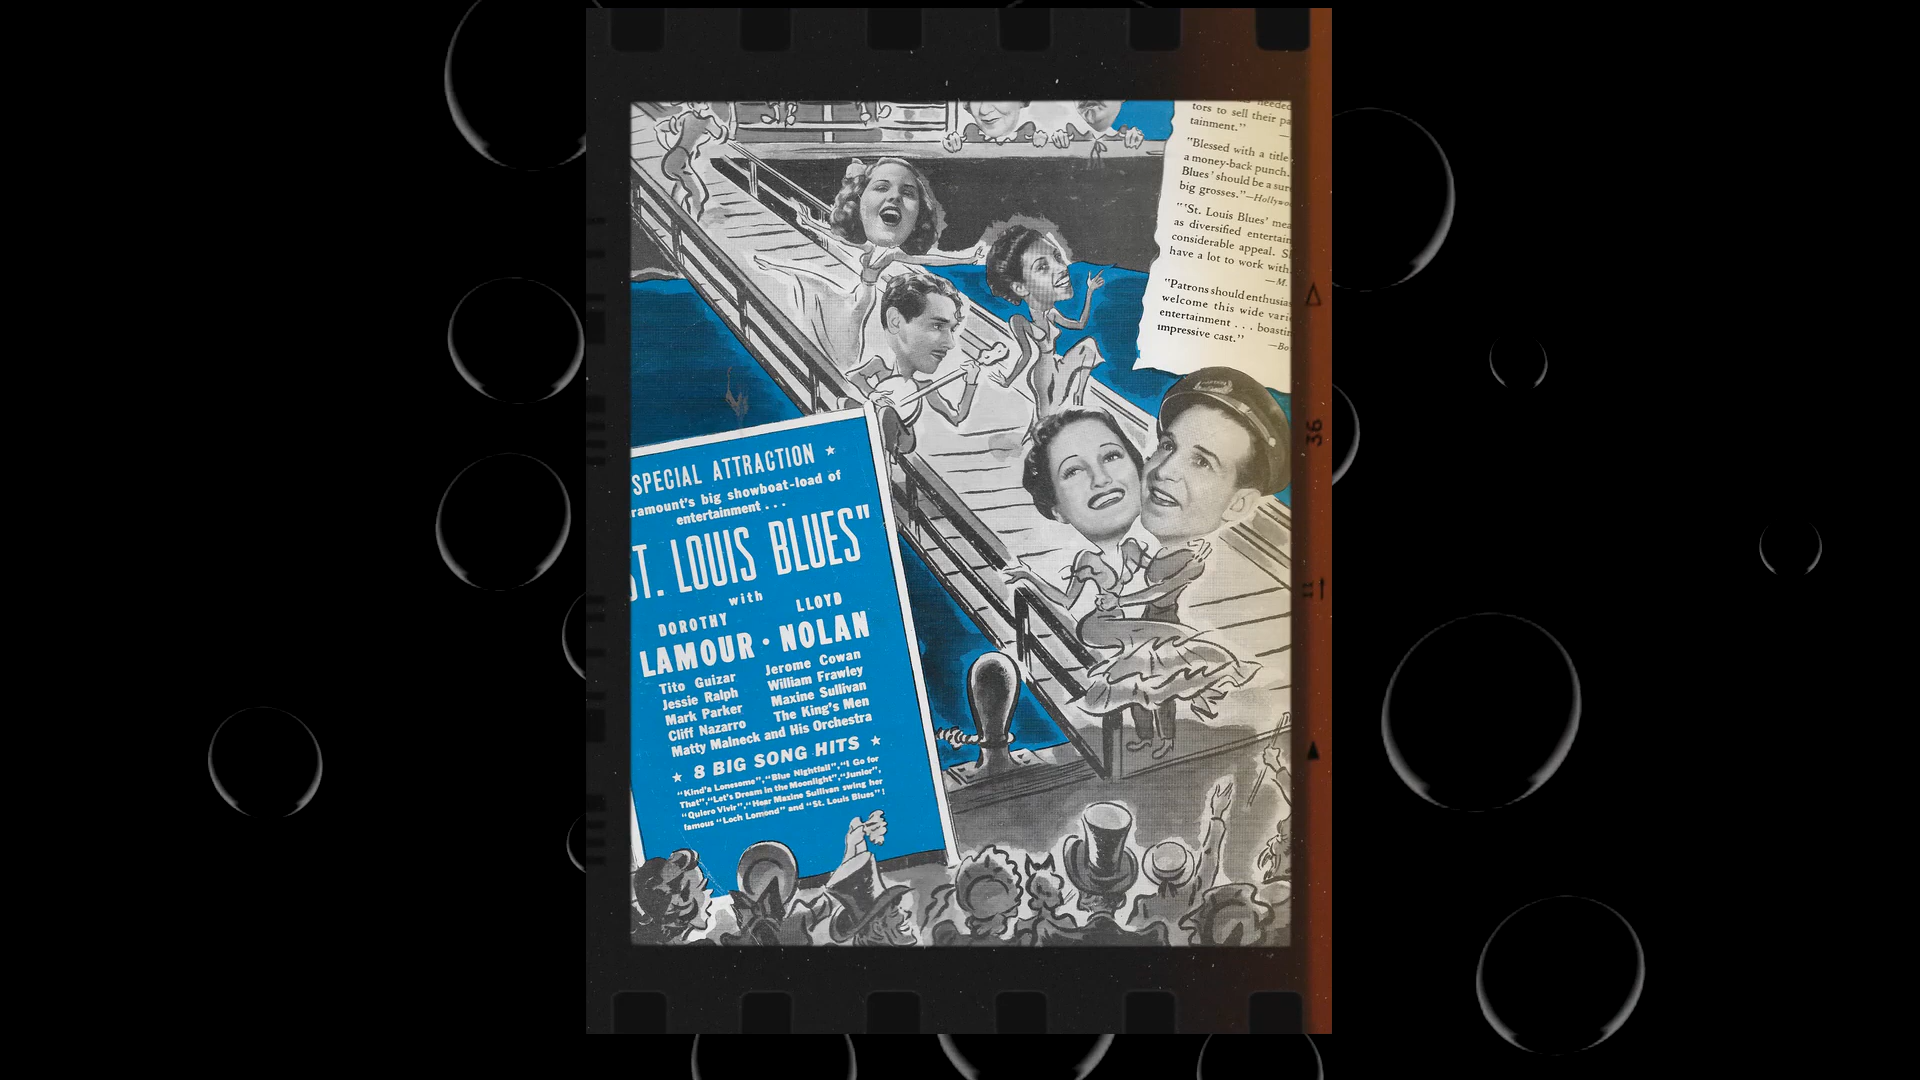 needed
tors to sell their pa
tainment." —
"Blessed with a title
a money-back punch.
Blues' should be a sur
big grosses."—Hollywo
"'St. Louis Blues' mea
as diversified entertain
considerable appeal. S
have a lot to work with.
—M.
"Patrons should enthusias
welcome this wide vari
entertainment . . . boastin
impressive cast."
—Bo
SPECIAL ATTRACTION ★
ramount's big showboat-load of
entertainment . . .
ST. LOUIS BLUES"
with
DOROTHY LLOYD
LAMOUR · NOLAN
Tito Guizar Jerome Cowan
Jessie Ralph William Frawley
Mark Parker Maxine Sullivan
Cliff Nazarro The King's Men
Matty Malneck and His Orchestra
★ 8 BIG SONG HITS ★
"Kind'a Lonesome", "Blue Nightfall", "I Go for
That", "Let's Dream in the Moonlight", "Junior",
"Quiero Vivir", "Hear Maxine Sullivan swing her
famous "Loch Lomond" and "St. Louis Blues"!
36